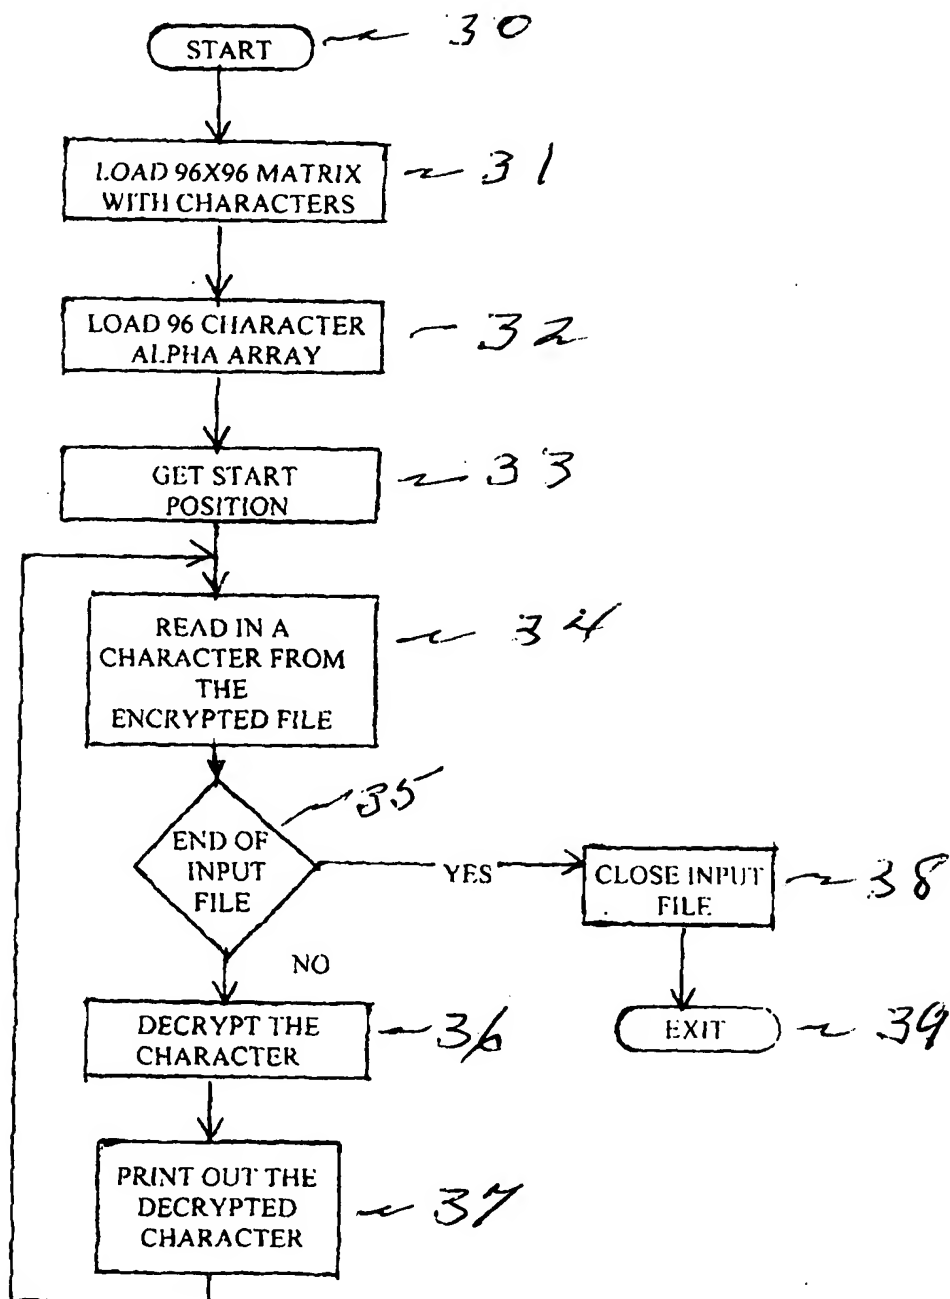 START
30
LOAD 96X96 MATRIX
WITH CHARACTERS
31
LOAD 96 CHARACTER
ALPHA ARRAY
32
GET START
POSITION
33
READ IN A
CHARACTER FROM
THE
ENCRYPTED FILE
34
END OF
INPUT
FILE
35
YES
CLOSE INPUT
FILE
38
NO
DECRYPT THE
CHARACTER
36
EXIT
39
PRINT OUT THE
DECRYPTED
CHARACTER
37